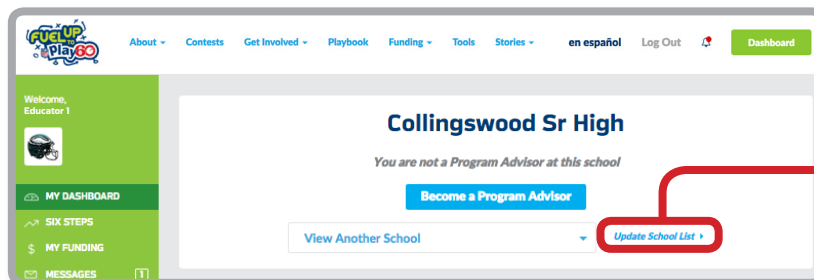 FUEL UP
to
Play 60
About Contests Get Involved Playbook Funding Tools Stories en español Log Out Dashboard
Welcome,
Educator 1
Collingswood Sr High
You are not a Program Advisor at this school
Become a Program Advisor
MY DASHBOARD
SIX STEPS
View Another School Update School List
$ MY FUNDING
MESSAGES 1